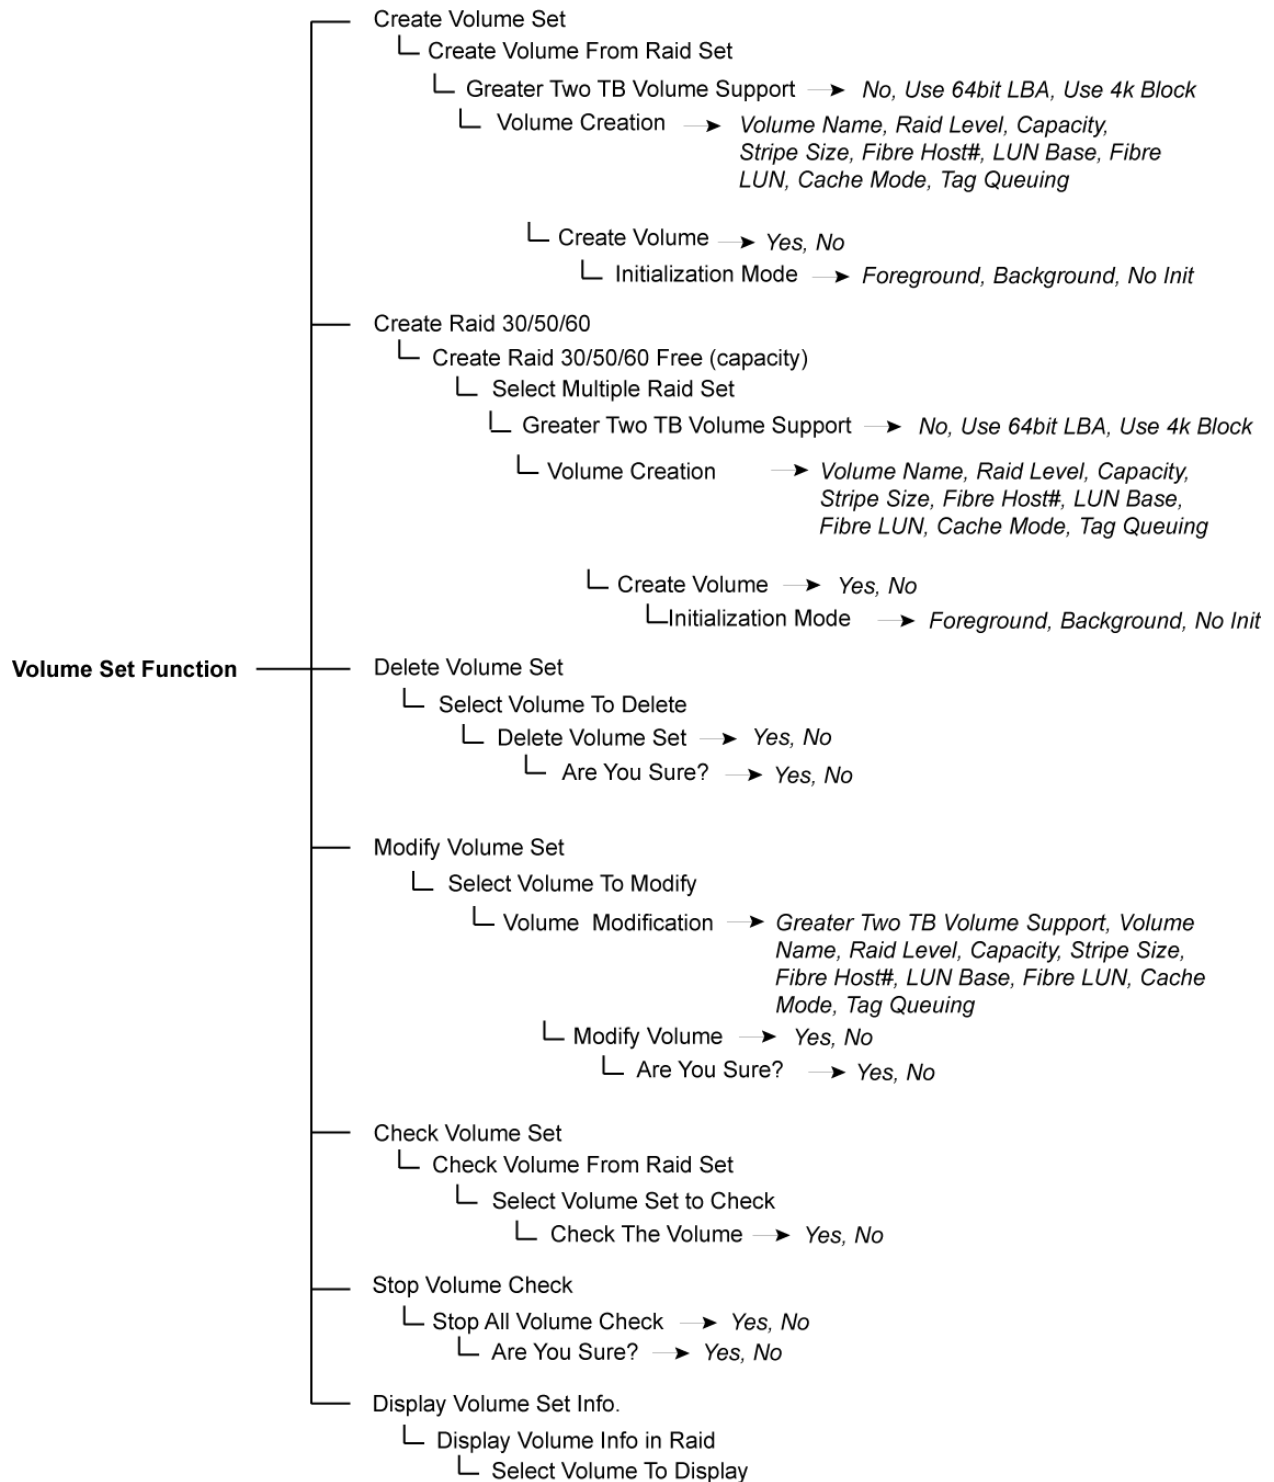 Create Volume Set
Create Volume From Raid Set
Greater Two TB Volume Support No, Use 64bit LBA, Use 4k Block
Volume Creation Volume Name, Raid Level, Capacity,
Stripe Size, Fibre Host#, LUN Base, Fibre
LUN, Cache Mode, Tag Queuing
Create Volume Yes, No
Initialization Mode Foreground, Background, No Init
Create Raid 30/50/60
Create Raid 30/50/60 Free (capacity)
Select Multiple Raid Set
Greater Two TB Volume Support No, Use 64bit LBA, Use 4k Block
Volume Creation Volume Name, Raid Level, Capacity,
Stripe Size, Fibre Host#, LUN Base,
Fibre LUN, Cache Mode, Tag Queuing
Create Volume Yes, No
Initialization Mode Foreground, Background, No Init
Volume Set Function
Delete Volume Set
Select Volume To Delete
Delete Volume Set Yes, No
Are You Sure? Yes, No
Modify Volume Set
Select Volume To Modify
Volume Modification Greater Two TB Volume Support, Volume
Name, Raid Level, Capacity, Stripe Size,
Fibre Host#, LUN Base, Fibre LUN, Cache
Mode, Tag Queuing
Modify Volume Yes, No
Are You Sure? Yes, No
Check Volume Set
Check Volume From Raid Set
Select Volume Set to Check
Check The Volume Yes, No
Stop Volume Check
Stop All Volume Check Yes, No
Are You Sure? Yes, No
Display Volume Set Info.
Display Volume Info in Raid
Select Volume To Display